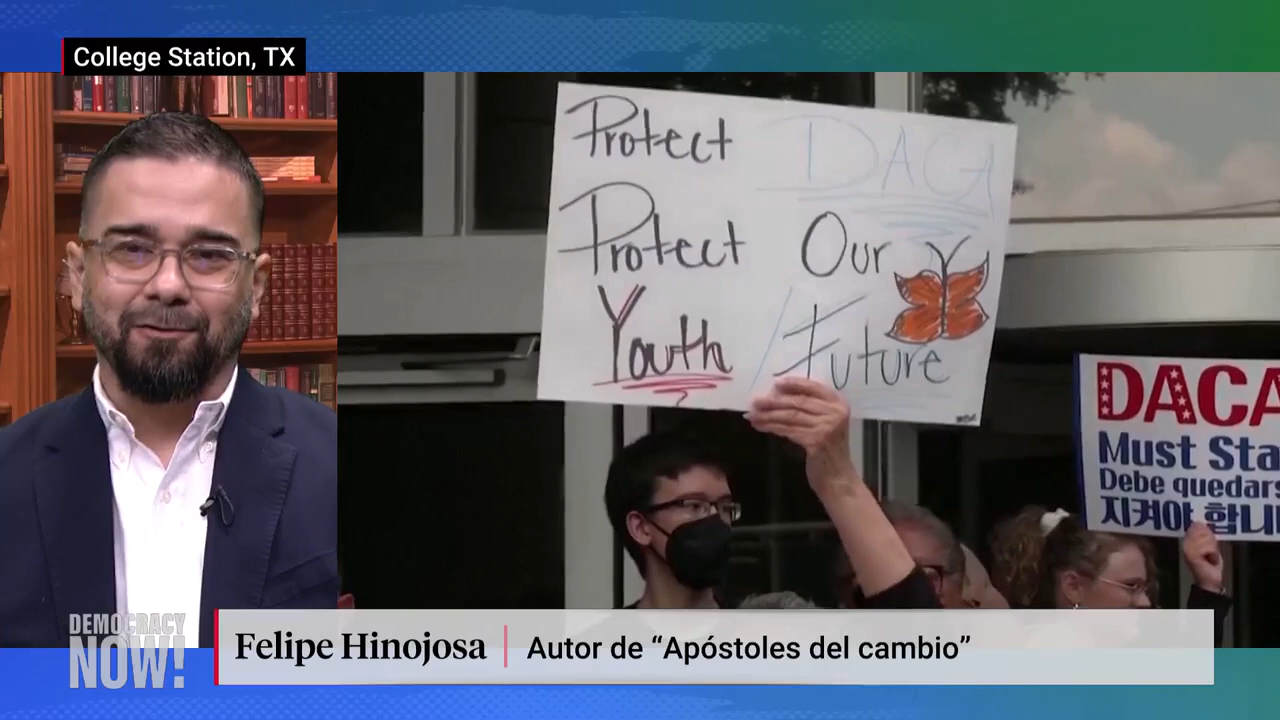 College Station, TX
Protect DACA
Protect Our
Youth / Future
DACA
Must Sta
Debe quedars
지켜야 합니
DEMOCRACY
NOW!
Felipe Hinojosa
Autor de “Apóstoles del cambio”